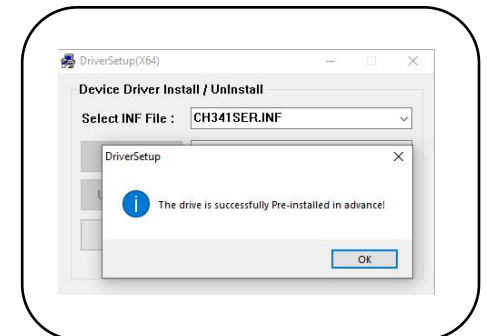 DriverSetup(X64)
Device Driver Install / UnInstall
Select INF File : CH341SER.INF
DriverSetup
The drive is successfully Pre-installed in advance!
OK